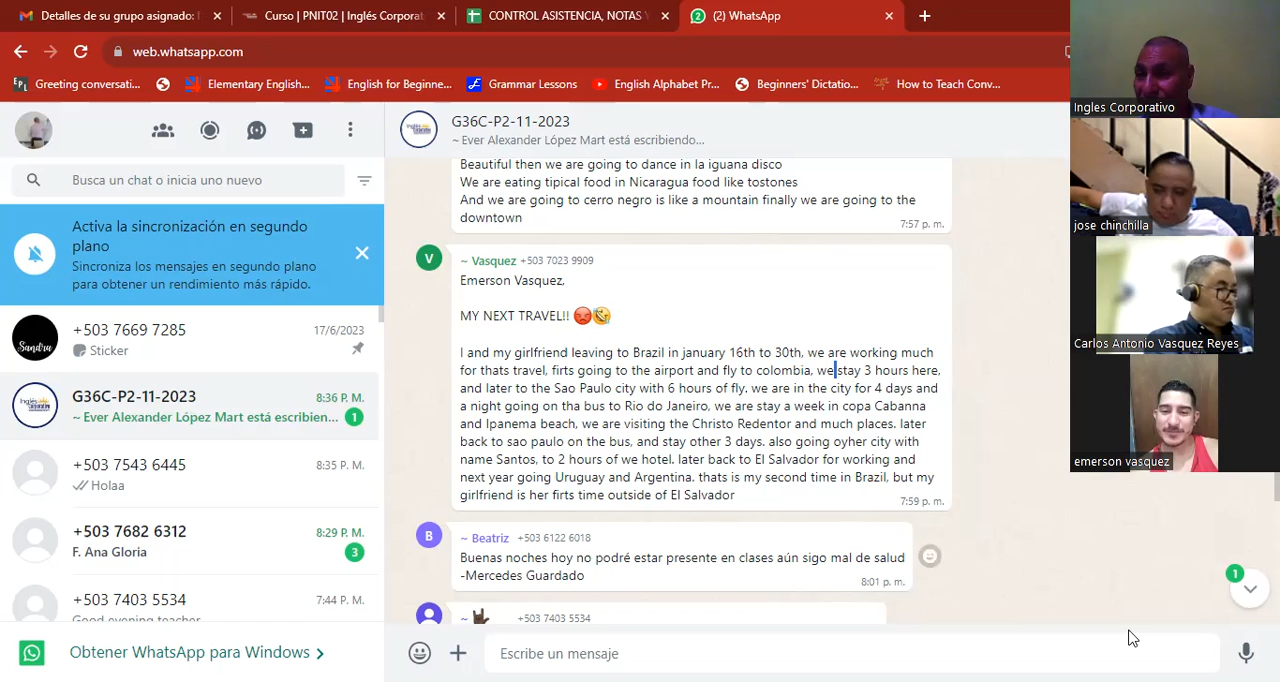 Detalles de su grupo asignado: 
Curso | PNIT02 | Inglés Corporat
CONTROL ASISTENCIA, NOTAS Y
2 (2) WhatsApp
web.whatsapp.com
EPL Greeting conversati...
Elementary English...
English for Beginne...
Grammar Lessons
English Alphabet Pr...
Beginners' Dictatio...
How to Teach Conv...
Ingles Corporativo
jose chinchilla
Carlos Antonio Vasquez Reyes
emerson vasquez
Busca un chat o inicia uno nuevo
Activa la sincronización en segundo
plano
Sincroniza los mensajes en segundo plano
para obtener un rendimiento más rápido.
Sandra
+503 7669 7285
17/6/2023
Sticker
G36C-P2-11-2023
8:36 P. M.
~ Ever Alexander López Mart está escribien...
1
+503 7543 6445
8:35 P. M.
Holaa
+503 7682 6312
8:29 P. M.
F. Ana Gloria
3
+503 7403 5534
7:44 P. M.
Good evening teacher
Obtener WhatsApp para Windows
G36C-P2-11-2023
~ Ever Alexander López Mart está escribiendo...
Beautiful then we are going to dance in la iguana disco
We are eating tipical food in Nicaragua food like tostones
And we are going to cerro negro is like a mountain finally we are going to the
downtown
7:57 p. m.
V
~ Vasquez +503 7023 9909
Emerson Vasquez,
MY NEXT TRAVEL!! 😡🤣
I and my girlfriend leaving to Brazil in january 16th to 30th, we are working much
for thats travel, firts going to the airport and fly to colombia, we stay 3 hours here,
and later to the Sao Paulo city with 6 hours of fly. we are in the city for 4 days and
a night going on tha bus to Rio do Janeiro, we are stay a week in copa Cabanna
and Ipanema beach, we are visiting the Christo Redentor and much places. later
back to sao paulo on the bus, and stay other 3 days. also going oyher city with
name Santos, to 2 hours of we hotel. later back to El Salvador for working and
next year going Uruguay and Argentina. thats is my second time in Brazil, but my
girlfriend is her firts time outside of El Salvador
7:59 p. m.
B
~ Beatriz +503 6122 6018
Buenas noches hoy no podré estar presente en clases aún sigo mal de salud
-Mercedes Guardado
8:01 p. m.
~ 🤘🏿 +503 7403 5534
1
Escribe un mensaje